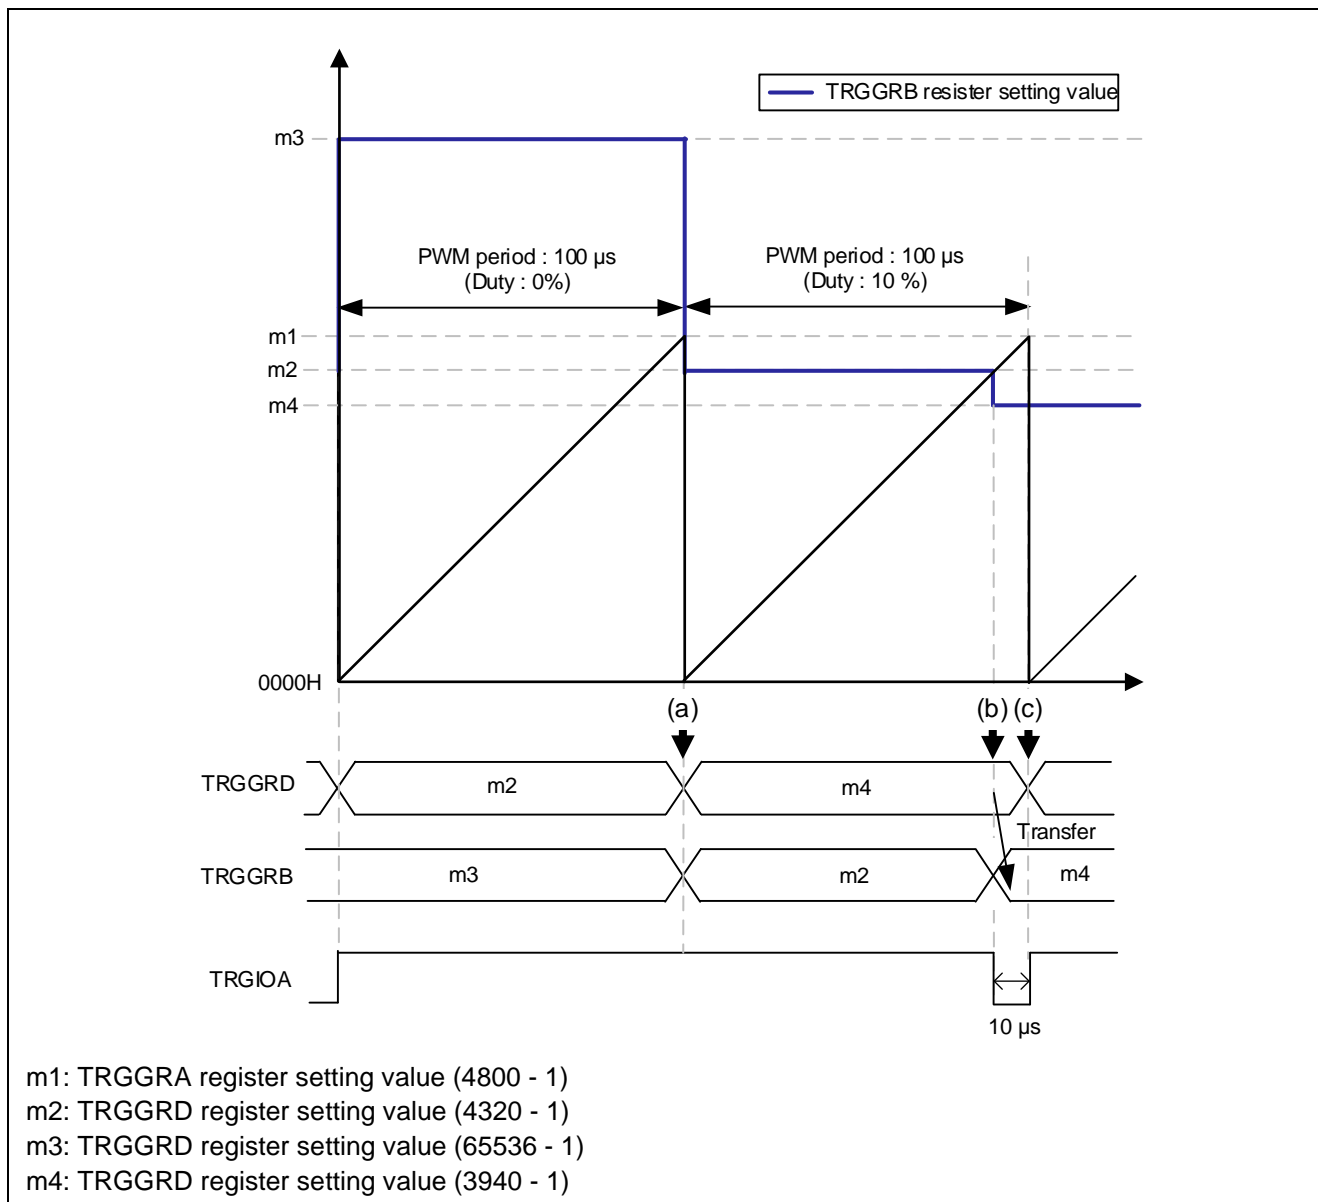 TRGGRB resister setting value
m3
PWM period : 100 µs
(Duty : 0%)
PWM period : 100 µs
(Duty : 10 %)
m1
m2
m4
0000H
(a)
(b)
(c)
TRGGRD
m2
m4
Transfer
TRGGRB
m3
m2
m4
TRGIOA
10 µs
m1: TRGGRA register setting value (4800 - 1)
m2: TRGGRD register setting value (4320 - 1)
m3: TRGGRD register setting value (65536 - 1)
m4: TRGGRD register setting value (3940 - 1)